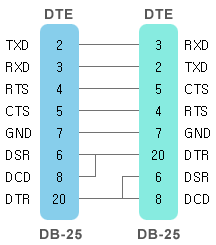 DTE DTE
TXD 2 3 RXD
RXD 3 2 TXD
RTS 4 5 CTS
CTS 5 4 RTS
GND 7 7 GND
DSR 6 20 DTR
DCD 8 6 DSR
DTR 20 8 DCD
DB-25 DB-25